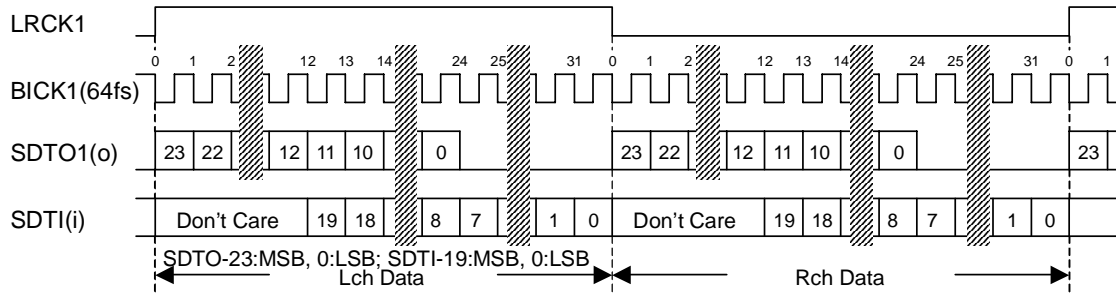 LRCK1
0 1 2 12 13 14 24 25 31 0 1 2 12 13 14 24 25 31 0 1
BICK1(64fs)
SDTO1(o) 23 22 12 11 10 0 23 22 12 11 10 0 23
SDTI(i) Don't Care 19 18 8 7 1 0 Don't Care 19 18 8 7 1 0
SDTO-23:MSB, 0:LSB; SDTI-19:MSB, 0:LSB
Lch Data Rch Data